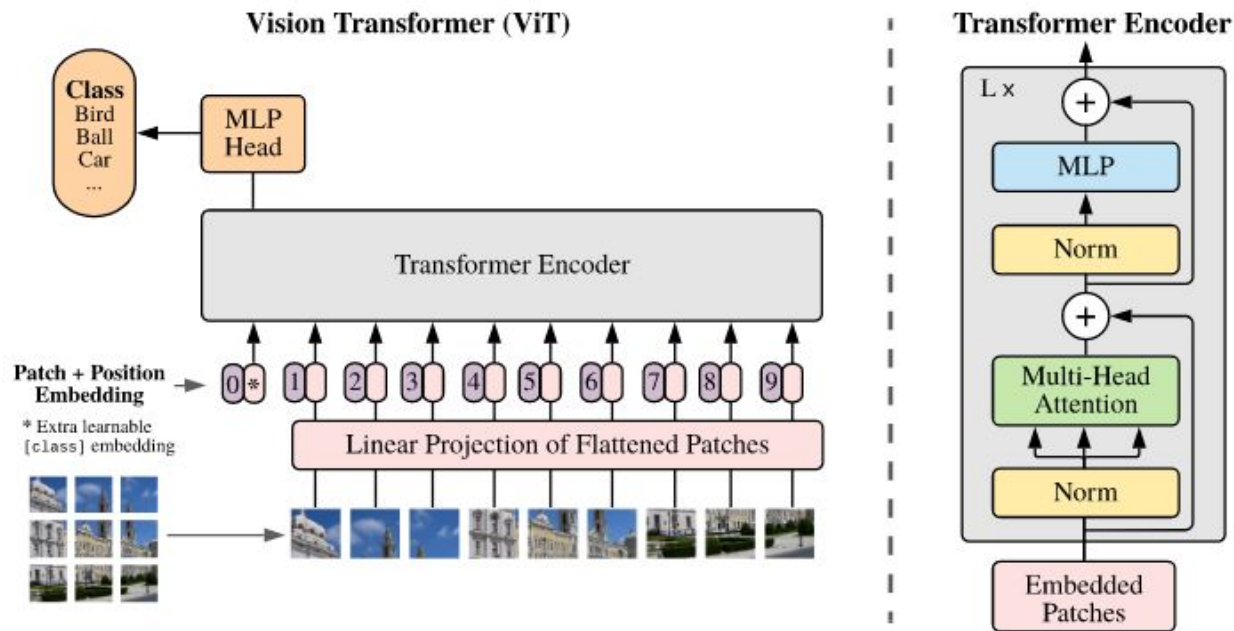 Vision Transformer (ViT)
Class
Bird
Ball
Car
...
MLP
Head
Transformer Encoder
Patch + Position
Embedding
0 * 1 2 3 4 5 6 7 8 9
* Extra learnable
[class] embedding
Linear Projection of Flattened Patches
Transformer Encoder
L x
+
MLP
Norm
+
Multi-Head
Attention
Norm
Embedded
Patches